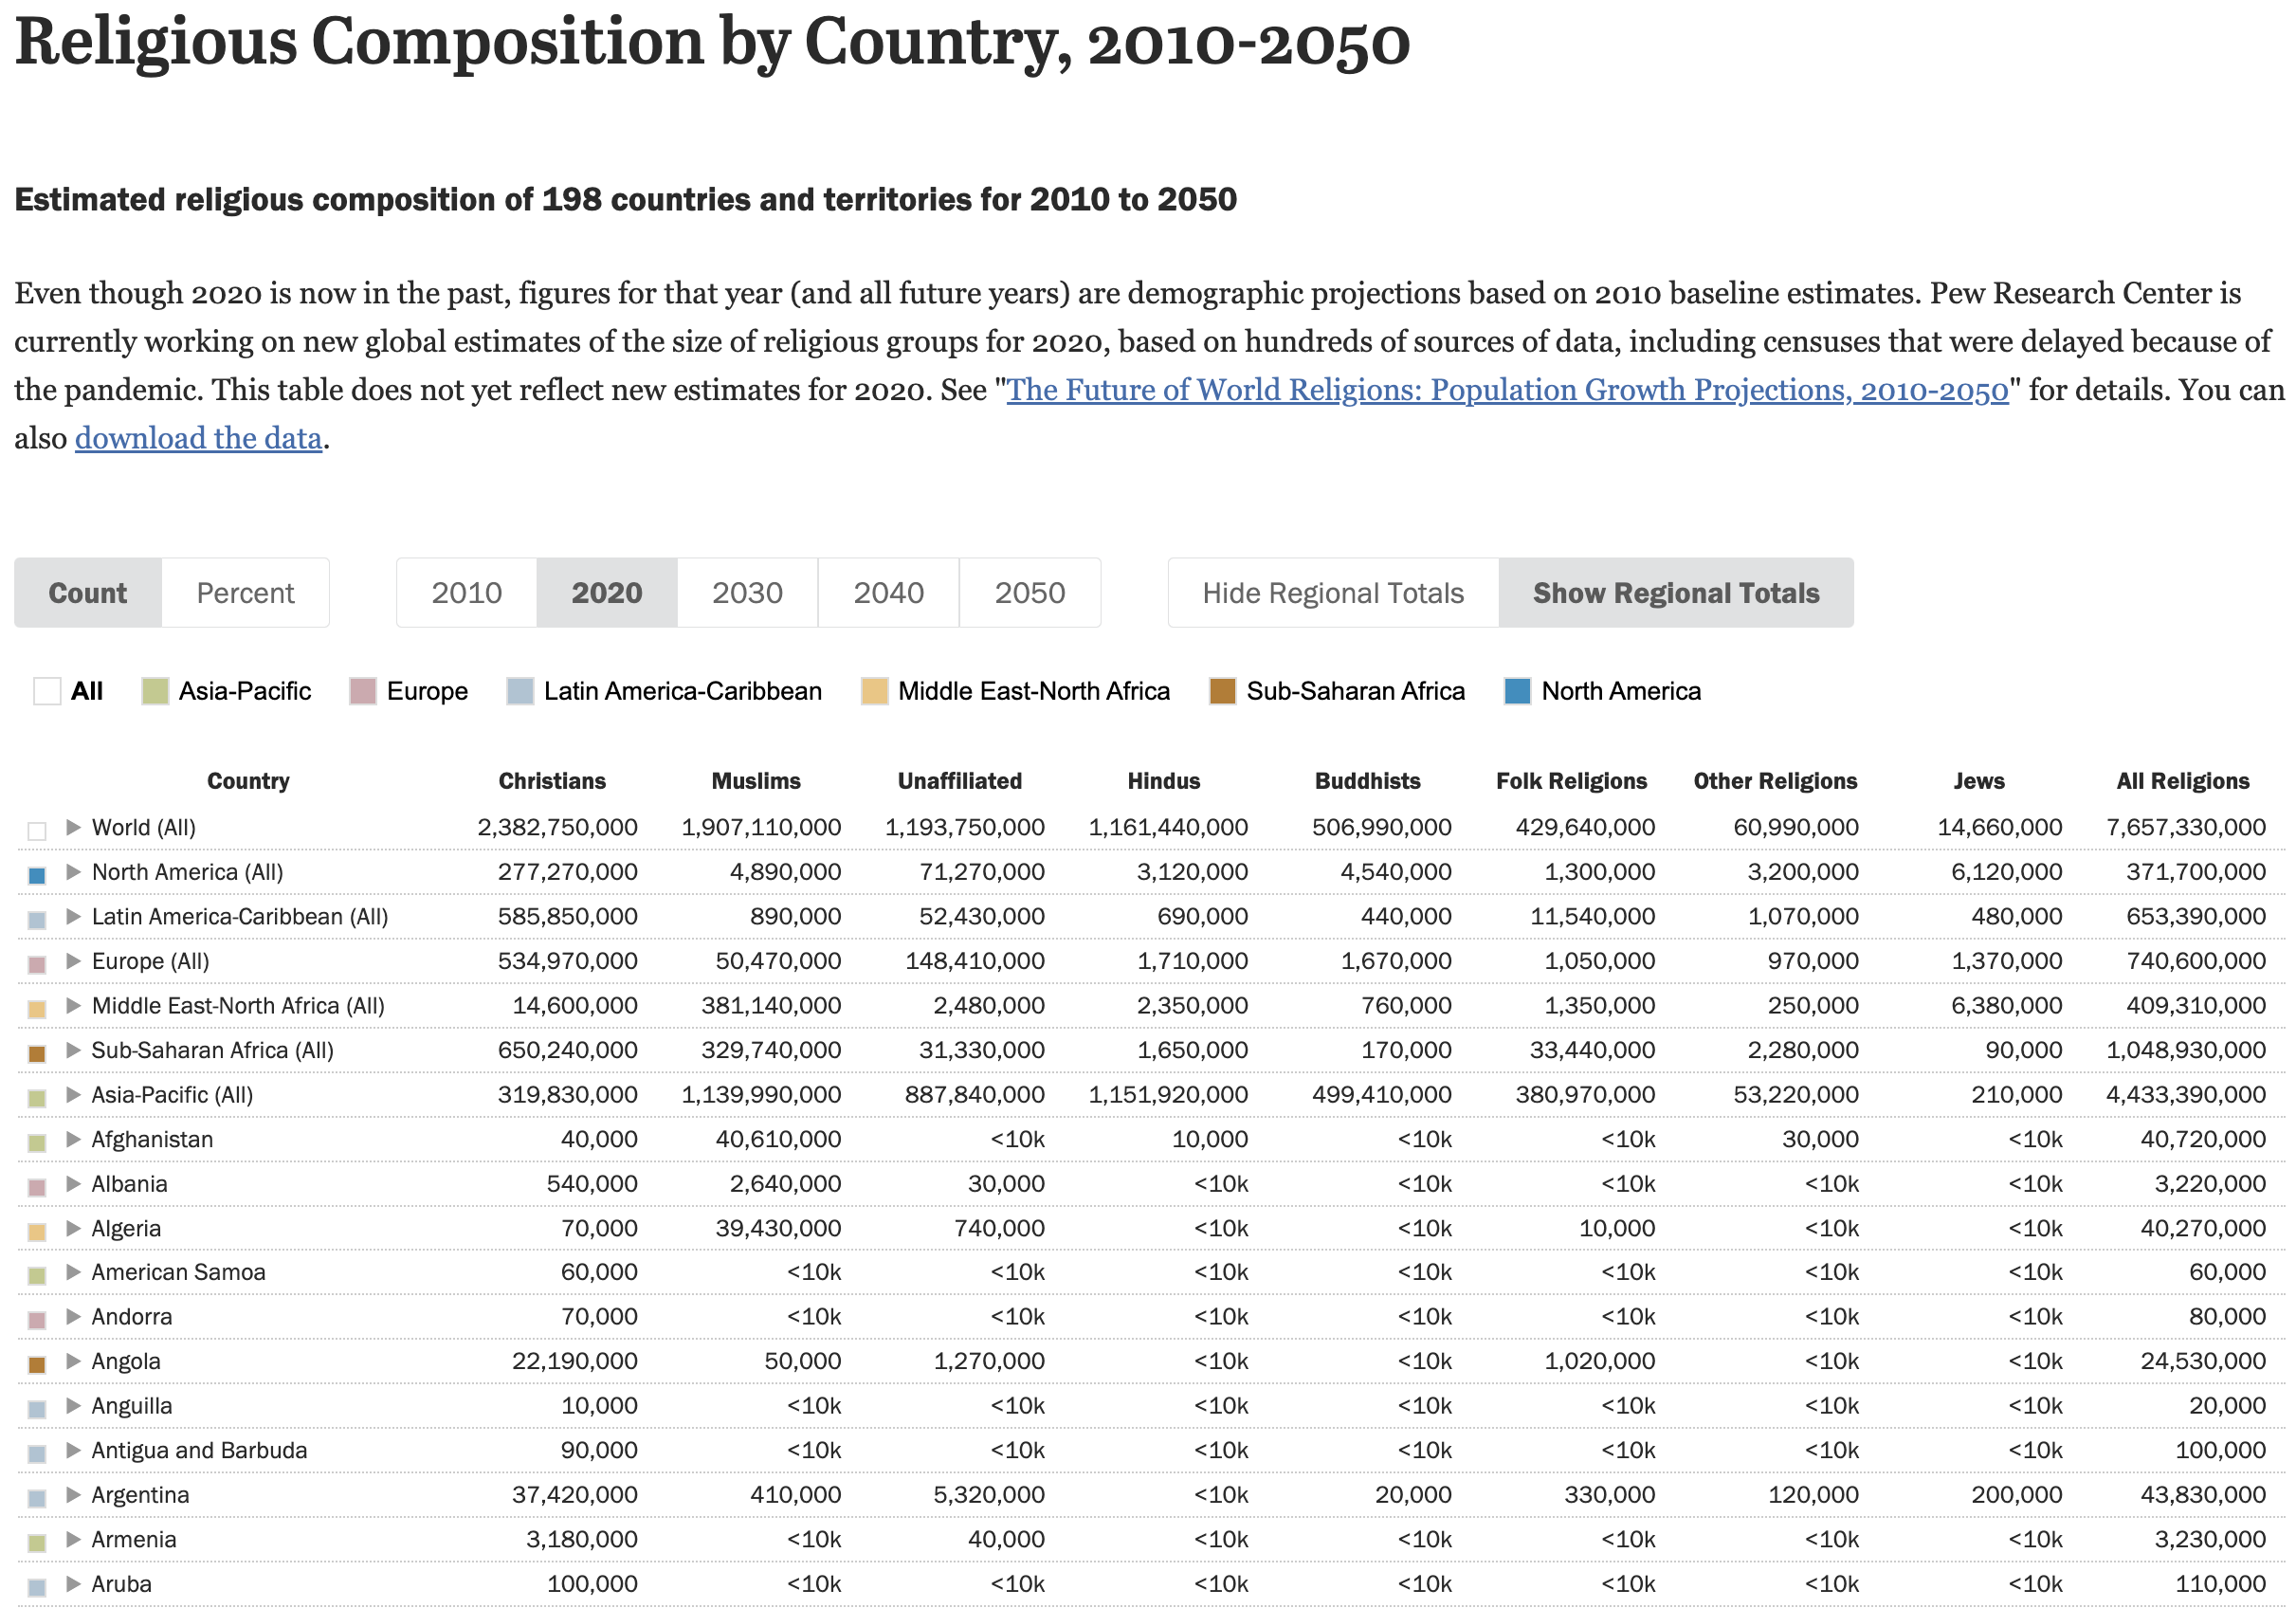 Religious Composition by Country, 2010-2050
Estimated religious composition of 198 countries and territories for 2010 to 2050
Even though 2020 is now in the past, figures for that year (and all future years) are demographic projections based on 2010 baseline estimates. Pew Research Center is
currently working on new global estimates of the size of religious groups for 2020, based on hundreds of sources of data, including censuses that were delayed because of
the pandemic. This table does not yet reflect new estimates for 2020. See "The Future of World Religions: Population Growth Projections, 2010-2050" for details. You can
also download the data.
Count Percent 2010 2020 2030 2040 2050 Hide Regional Totals Show Regional Totals
All Asia-Pacific Europe Latin America-Caribbean Middle East-North Africa Sub-Saharan Africa North America
Country Christians Muslims Unaffiliated Hindus Buddhists Folk Religions Other Religions Jews All Religions
World (All) 2,382,750,000 1,907,110,000 1,193,750,000 1,161,440,000 506,990,000 429,640,000 60,990,000 14,660,000 7,657,330,000
North America (All) 277,270,000 4,890,000 71,270,000 3,120,000 4,540,000 1,300,000 3,200,000 6,120,000 371,700,000
Latin America-Caribbean (All) 585,850,000 890,000 52,430,000 690,000 440,000 11,540,000 1,070,000 480,000 653,390,000
Europe (All) 534,970,000 50,470,000 148,410,000 1,710,000 1,670,000 1,050,000 970,000 1,370,000 740,600,000
Middle East-North Africa (All) 14,600,000 381,140,000 2,480,000 2,350,000 760,000 1,350,000 250,000 6,380,000 409,310,000
Sub-Saharan Africa (All) 650,240,000 329,740,000 31,330,000 1,650,000 170,000 33,440,000 2,280,000 90,000 1,048,930,000
Asia-Pacific (All) 319,830,000 1,139,990,000 887,840,000 1,151,920,000 499,410,000 380,970,000 53,220,000 210,000 4,433,390,000
Afghanistan 40,000 40,610,000 <10k 10,000 <10k <10k 30,000 <10k 40,720,000
Albania 540,000 2,640,000 30,000 <10k <10k <10k <10k <10k 3,220,000
Algeria 70,000 39,430,000 740,000 <10k <10k 10,000 <10k <10k 40,270,000
American Samoa 60,000 <10k <10k <10k <10k <10k <10k <10k 60,000
Andorra 70,000 <10k <10k <10k <10k <10k <10k <10k 80,000
Angola 22,190,000 50,000 1,270,000 <10k <10k 1,020,000 <10k <10k 24,530,000
Anguilla 10,000 <10k <10k <10k <10k <10k <10k <10k 20,000
Antigua and Barbuda 90,000 <10k <10k <10k <10k <10k <10k <10k 100,000
Argentina 37,420,000 410,000 5,320,000 <10k 20,000 330,000 120,000 200,000 43,830,000
Armenia 3,180,000 <10k 40,000 <10k <10k <10k <10k <10k 3,230,000
Aruba 100,000 <10k <10k <10k <10k <10k <10k <10k 110,000